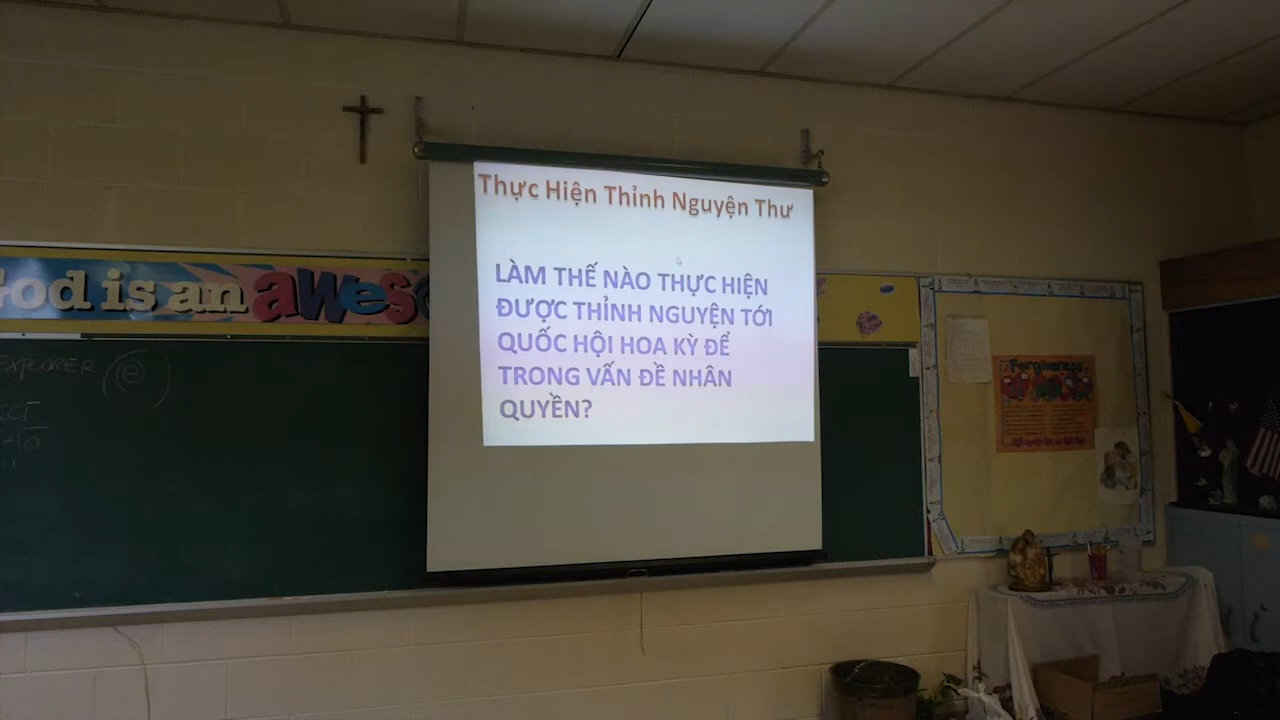 Thực Hiện Thỉnh Nguyện Thư
LÀM THẾ NÀO THỰC HIỆN
ĐƯỢC THỈNH NGUYỆN TỚI
QUỐC HỘI HOA KỲ ĐỂ
TRONG VẤN ĐỀ NHÂN
QUYỀN?
God is an awes
EXPLORER (e)
Forgiveness